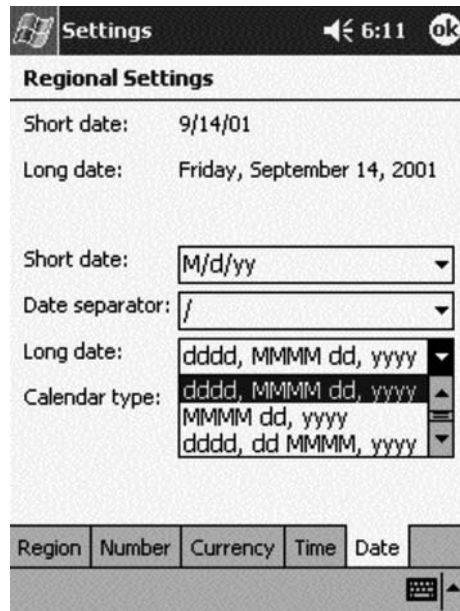 Settings 6:11 ok
Regional Settings
Short date: 9/14/01
Long date: Friday, September 14, 2001
Short date: M/d/yy
Date separator: /
Long date: dddd, MMMM dd, yyyy
Calendar type: dddd, MMMM dd, yyyy
MMMM dd, yyyy
dddd, dd MMMM, yyyy
Region Number Currency Time Date